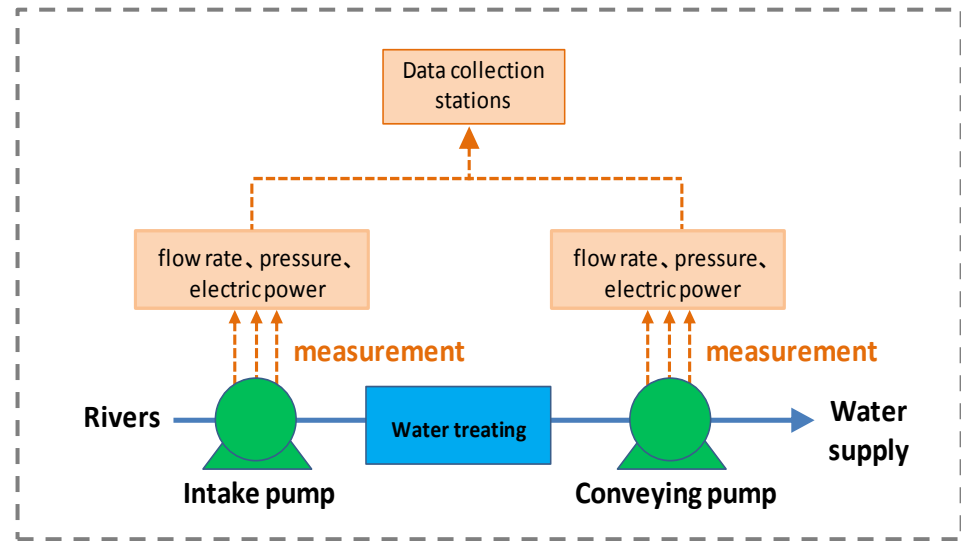 Data collection
stations
flow rate、pressure、
electric power
flow rate、pressure、
electric power
measurement
measurement
Rivers
Water treating
Water
supply
Intake pump
Conveying pump